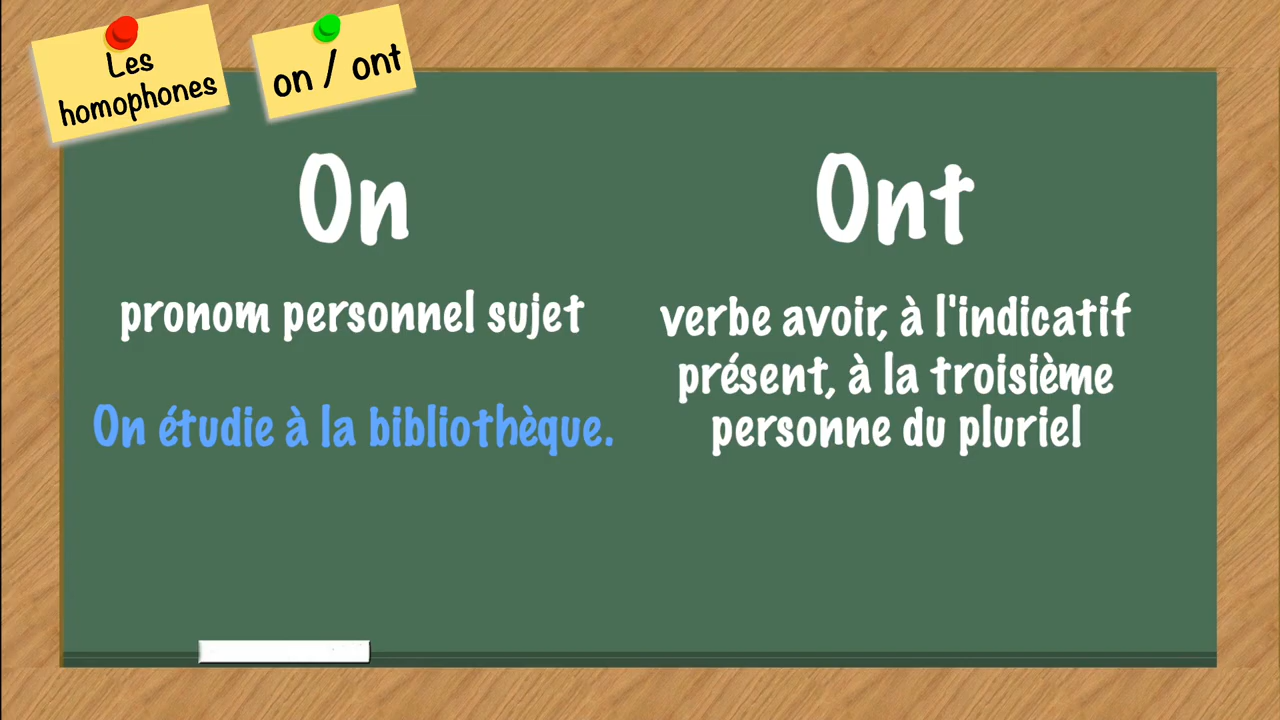 Les
homophones
on / ont
On
pronom personnel sujet
On étudie à la bibliothèque.
Ont
verbe avoir, à l'indicatif
présent, à la troisième
personne du pluriel